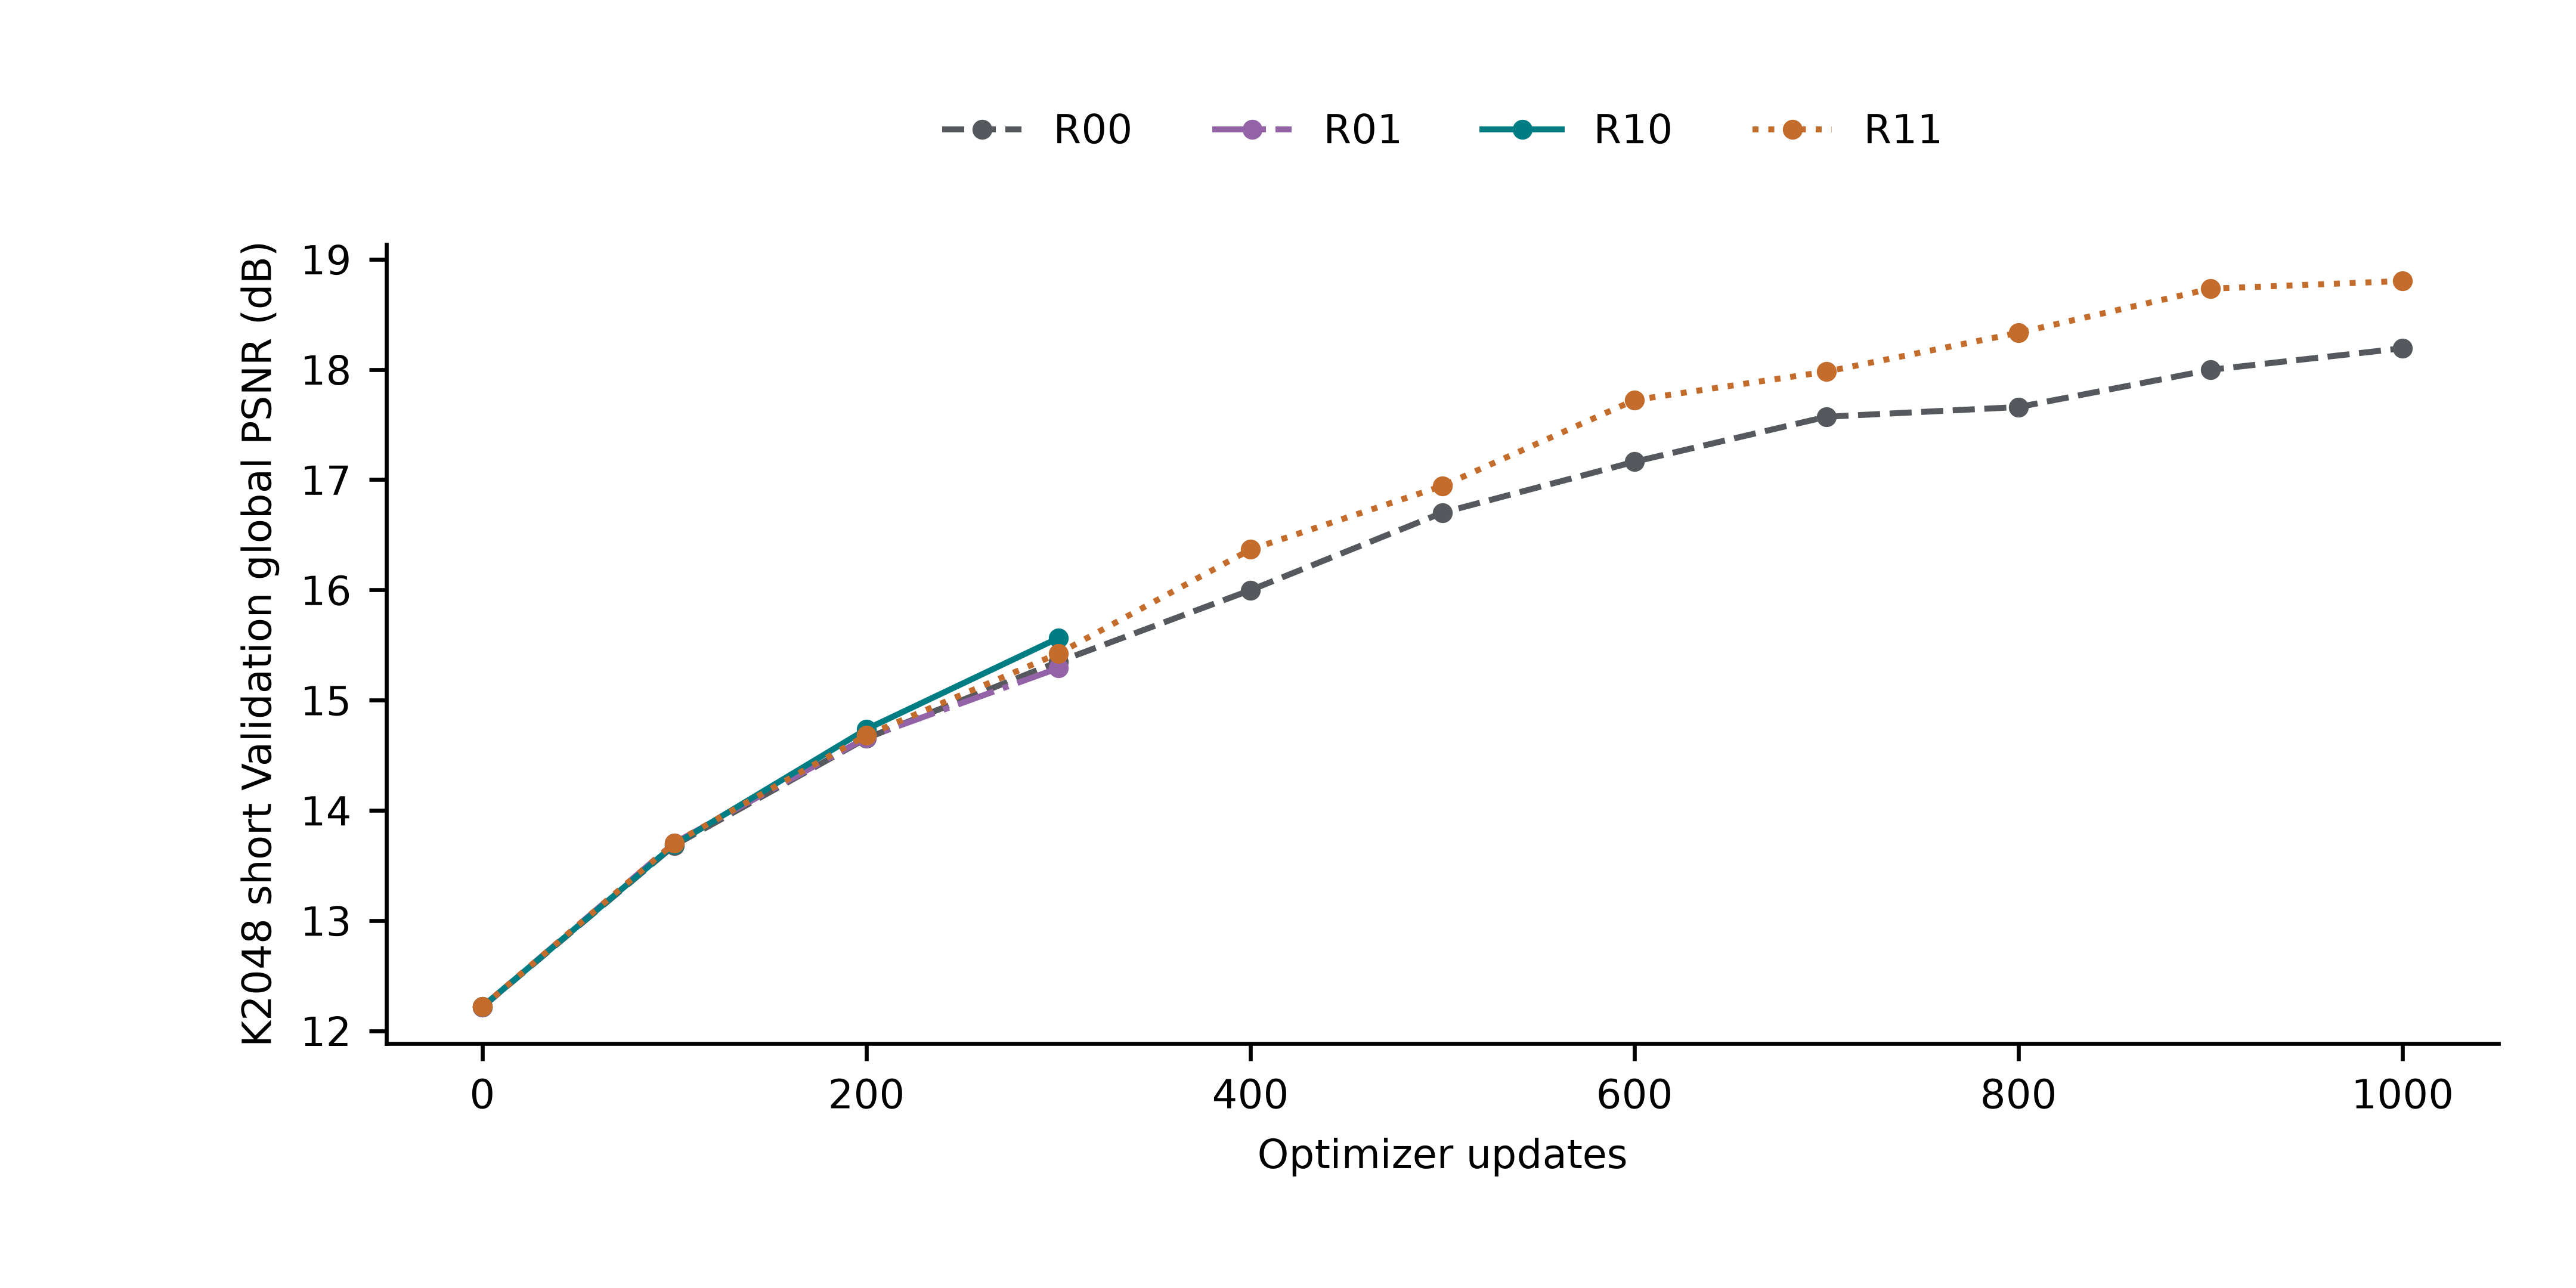 R00 R01 R10 R11
K2048 short Validation global PSNR (dB)
19
18
17
16
15
14
13
12
0 200 400 600 800 1000
Optimizer updates